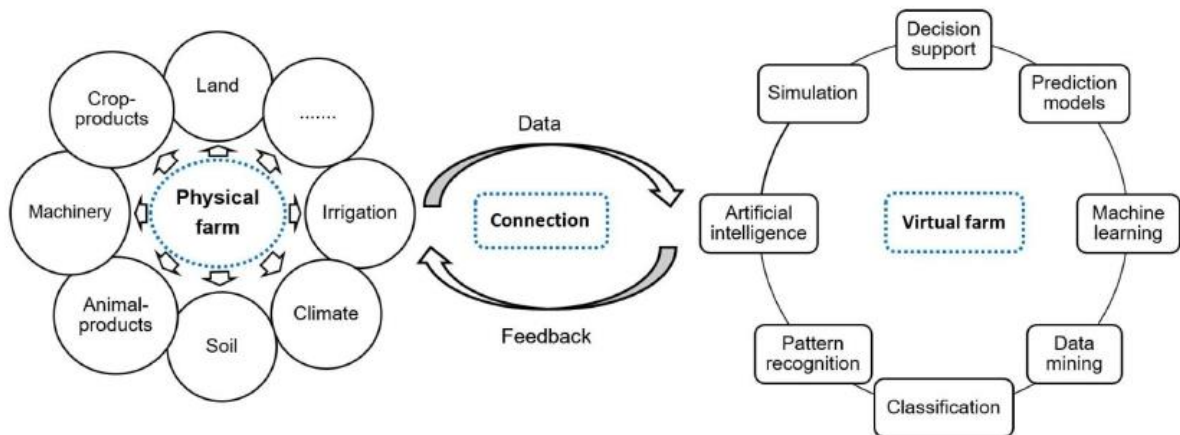 Land
.......
Irrigation
Climate
Soil
Animal-
products
Machinery
Crop-
products
Physical
farm
Data
Connection
Feedback
Decision
support
Prediction
models
Machine
learning
Data
mining
Classification
Pattern
recognition
Artificial
intelligence
Simulation
Virtual farm